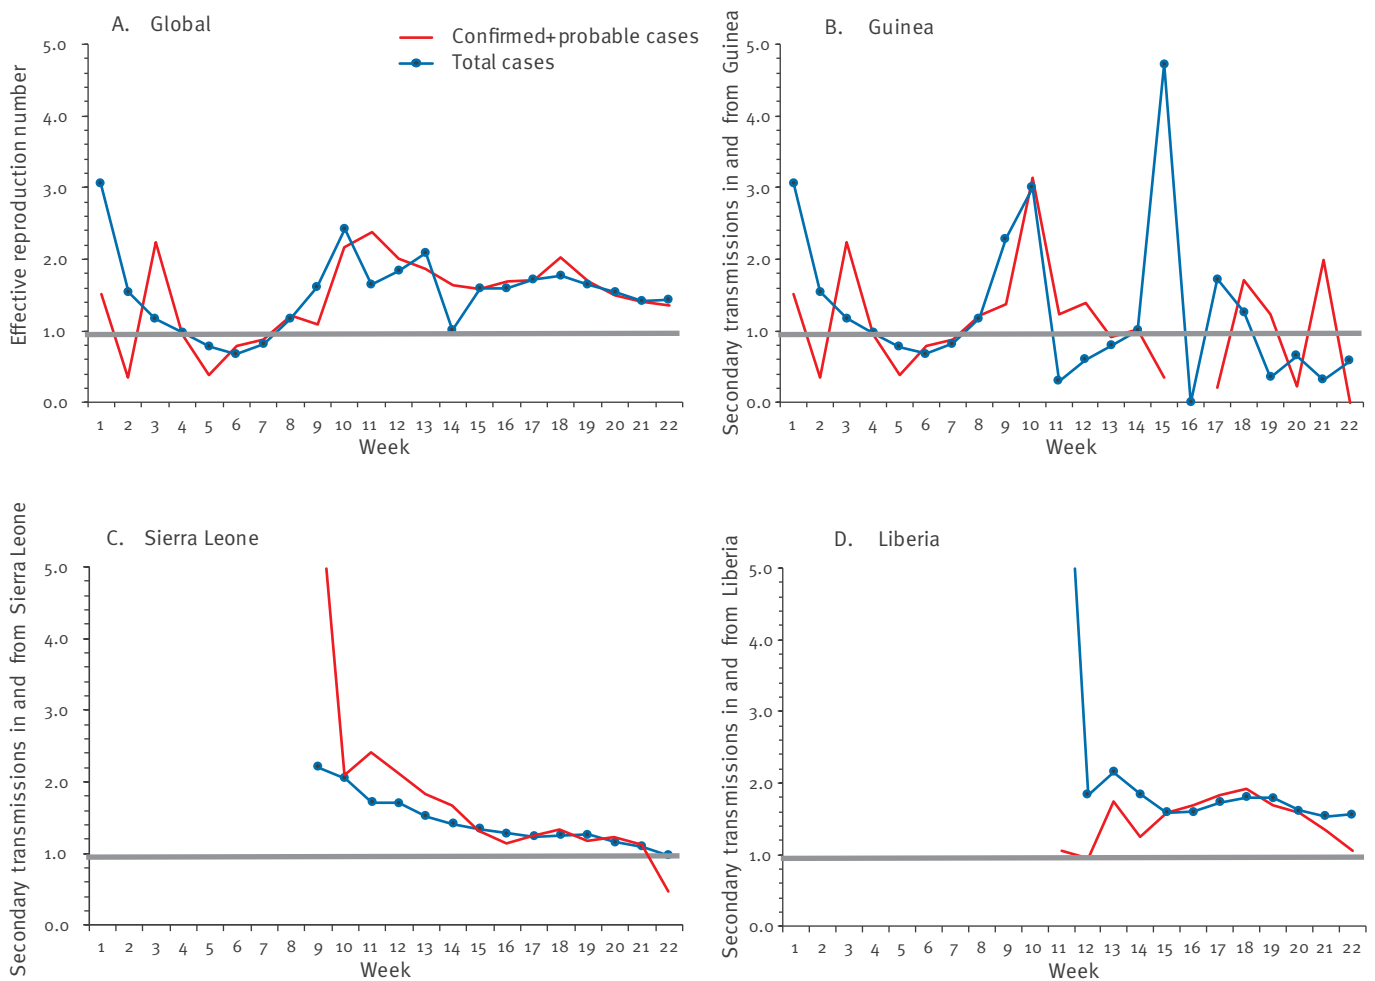 A. Global
Confirmed+probable cases
Total cases
Effective reproduction number
5.0
4.0
3.0
2.0
1.0
0.0
1 2 3 4 5 6 7 8 9 10 11 12 13 14 15 16 17 18 19 20 21 22
Week
B. Guinea
Secondary transmissions in and from Guinea
5.0
4.0
3.0
2.0
1.0
0.0
1 2 3 4 5 6 7 8 9 10 11 12 13 14 15 16 17 18 19 20 21 22
Week
C. Sierra Leone
Secondary transmissions in and from Sierra Leone
5.0
4.0
3.0
2.0
1.0
0.0
1 2 3 4 5 6 7 8 9 10 11 12 13 14 15 16 17 18 19 20 21 22
Week
D. Liberia
Secondary transmissions in and from Liberia
5.0
4.0
3.0
2.0
1.0
0.0
1 2 3 4 5 6 7 8 9 10 11 12 13 14 15 16 17 18 19 20 21 22
Week